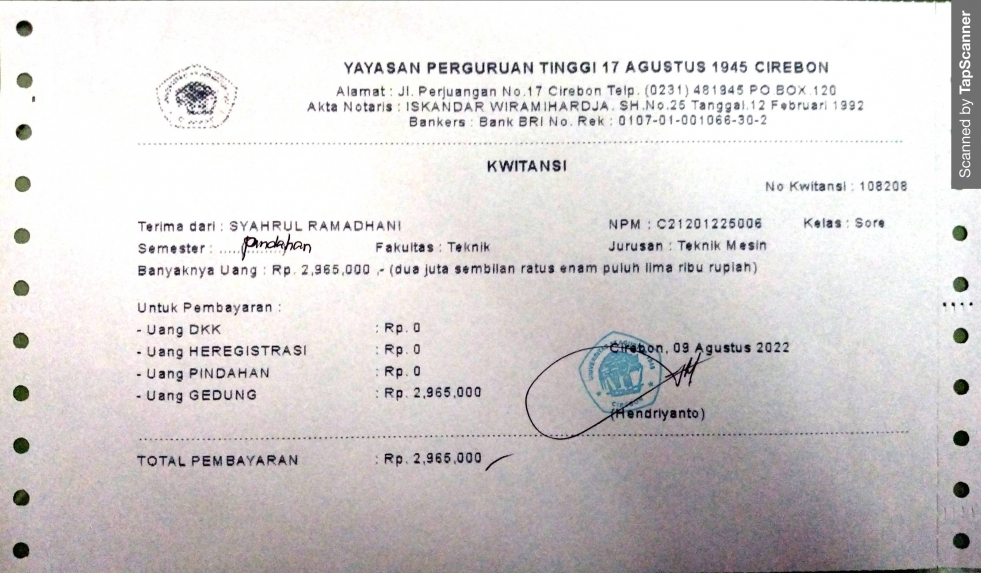 YAYASAN PERGURUAN TINGGI 17 AGUSTUS 1945 CIREBON
Alamat : Jl. Perjuangan No.17 Cirebon Telp. (0231) 481945 PO BOX 120
Akta Notaris : ISKANDAR WIRAMIHARDJA. SH.No.25 Tanggal.12 Februari 1992
Bankers : Bank BRI No. Rek : 0107-01-001066-30-2
KWITANSI
No Kwitansi : 108208
Terima dari : SYAHRUL RAMADHANI NPM : C21201225006 Kelas : Sore
Semester : ..... pindahan Fakultas : Teknik Jurusan : Teknik Mesin
Banyaknya Uang : Rp. 2,965,000 ,- (dua juta sembilan ratus enam puluh lima ribu rupiah)
Untuk Pembayaran :
- Uang DKK : Rp. 0
- Uang HEREGISTRASI : Rp. 0
- Uang PINDAHAN : Rp. 0
- Uang GEDUNG : Rp. 2,965,000
Cirebon, 09 Agustus 2022
CIREBON
(Hendriyanto)
TOTAL PEMBAYARAN : Rp. 2,965,000
Scanned by TapScanner